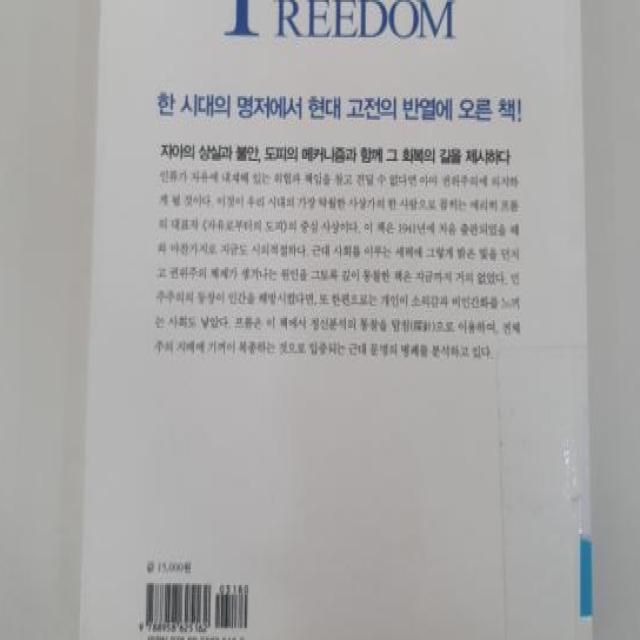 FREEDOM
한 시대의 명저에서 현대 고전의 반열에 오른 책!
자아의 상실과 불안, 도피의 메커니즘과 함께 그 회복의 길을 제시하다
인류가 자유에 내재해 있는 위험과 책임을 참고 견딜 수 없다면 아마 권위주의에 의지하
게 될 것이다. 이것이 우리 시대의 가장 탁월한 사상가의 한 사람으로 꼽히는 에리히 프롬
의 대표작 《자유로부터의 도피》의 중심 사상이다. 이 책은 1941년에 처음 출판되었을 때
와 마찬가지로 지금도 시의적절하다. 근대 사회를 이루는 세력에 그렇게 밝은 빛을 던지
고 권위주의 체제가 생겨나는 원인을 그토록 깊이 통찰한 책은 지금까지 거의 없었다. 민
주주의의 등장이 인간을 해방시켰다면, 또 한편으로는 개인이 소외감과 비인간화를 느끼
는 사회도 낳았다. 프롬은 이 책에서 정신분석의 통찰을 탐침(探針)으로 이용하여, 전체
주의 지배에 기꺼이 복종하는 것으로 입증되는 근대 문명의 병폐를 분석하고 있다.
값 15,000원
03180
9 788958 625162